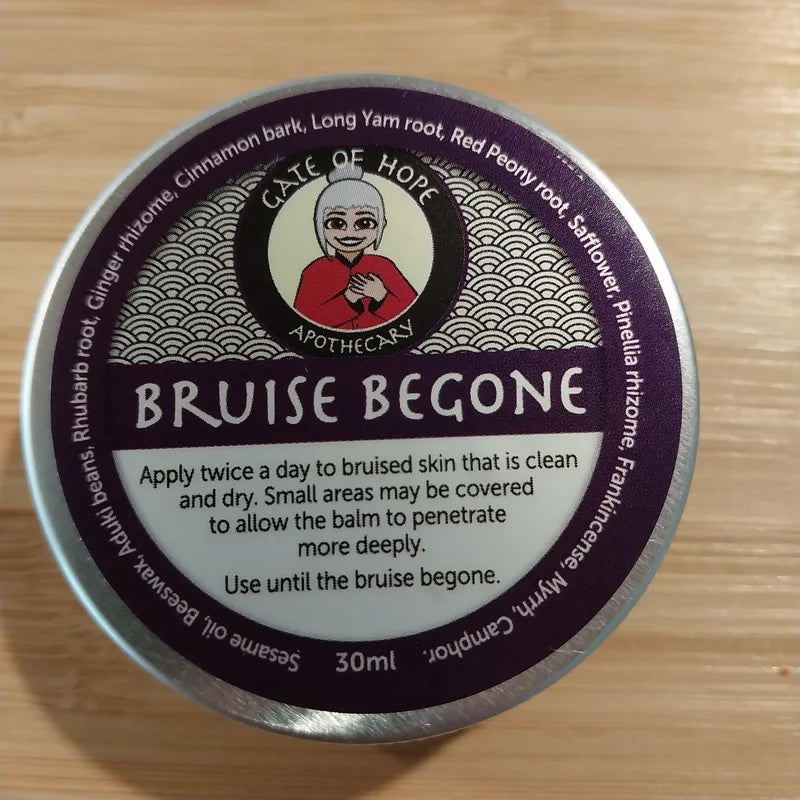 GATE OF HOPE
APOTHECARY
BRUISE BEGONE
Apply twice a day to bruised skin that is clean
and dry. Small areas may be covered
to allow the balm to penetrate
more deeply.
Use until the bruise begone.
Sesame oil, Beeswax, Aduki beans, Rhubarb root, Ginger rhizome, Cinnamon bark, Long Yam root, Red Peony root, Safflower, Pinellia rhizome, Frankincense, Myrrh, Camphor.
30ml